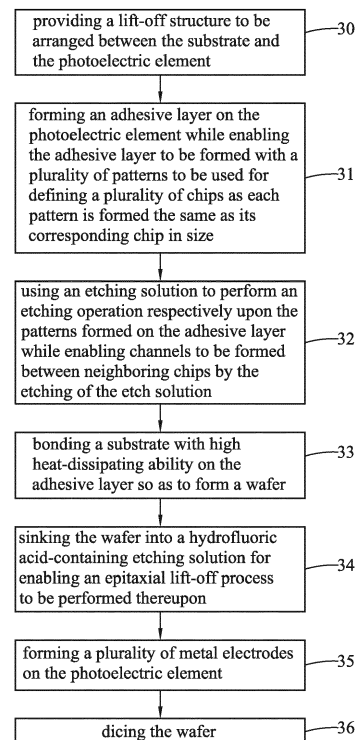 providing a lift-off structure to be
arranged between the substrate and
the photoelectric element
30
forming an adhesive layer on the
photoelectric element while enabling
the adhesive layer to be formed with a
plurality of patterns to be used for
defining a plurality of chips as each
pattern is formed the same as its
corresponding chip in size
31
using an etching solution to perform an
etching operation respectively upon the
patterns formed on the adhesive layer
while enabling channels to be formed
between neighboring chips by the
etching of the etch solution
32
bonding a substrate with high
heat-dissipating ability on the
adhesive layer so as to form a wafer
33
sinking the wafer into a hydrofluoric
acid-containing etching solution for
enabling an epitaxial lift-off process
to be performed thereupon
34
forming a plurality of metal electrodes
on the photoelectric element
35
dicing the wafer
36